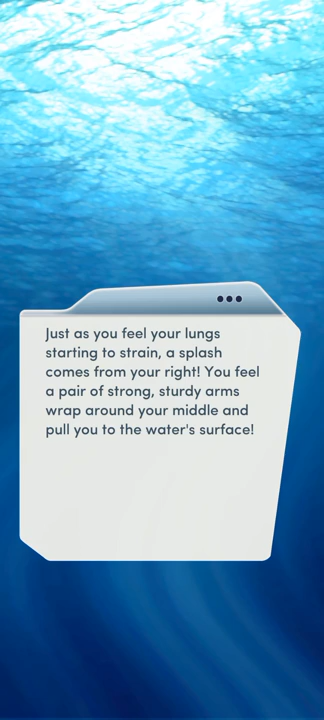 Just as you feel your lungs
starting to strain, a splash
comes from your right! You feel
a pair of strong, sturdy arms
wrap around your middle and
pull you to the water's surface!